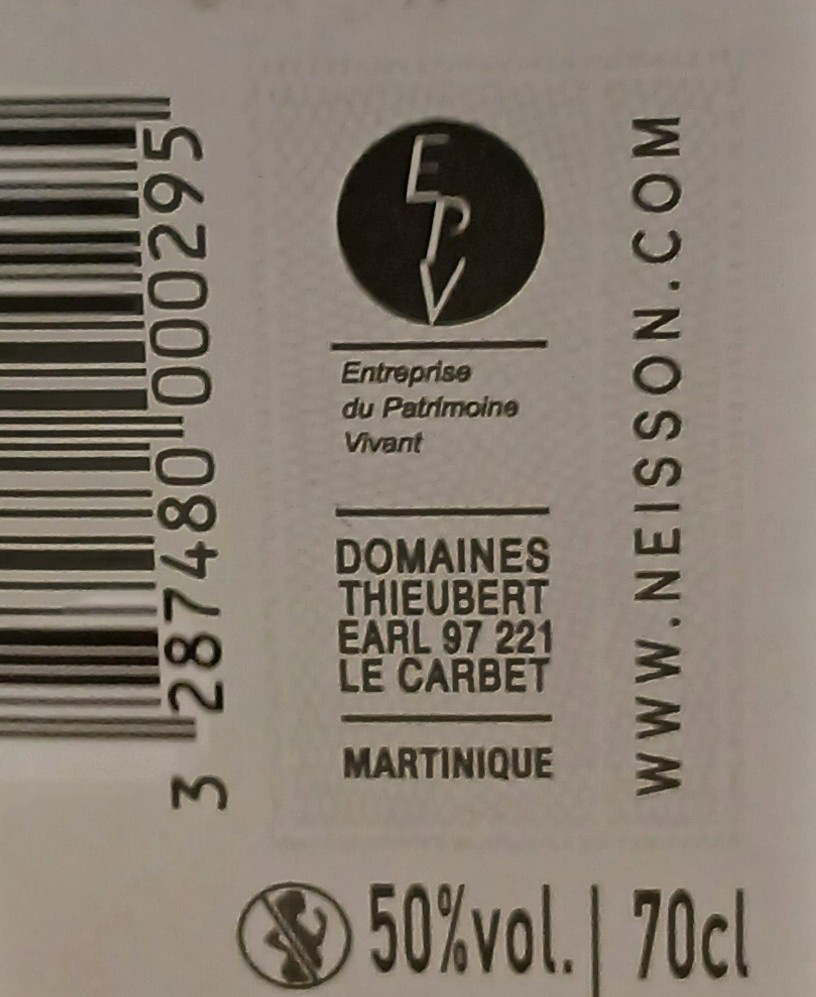 3 287480 000295
EPV
Entreprise
du Patrimoine
Vivant
DOMAINES
THIEUBERT
EARL 97 221
LE CARBET
MARTINIQUE
WWW.NEISSON.COM
50%vol. | 70cl